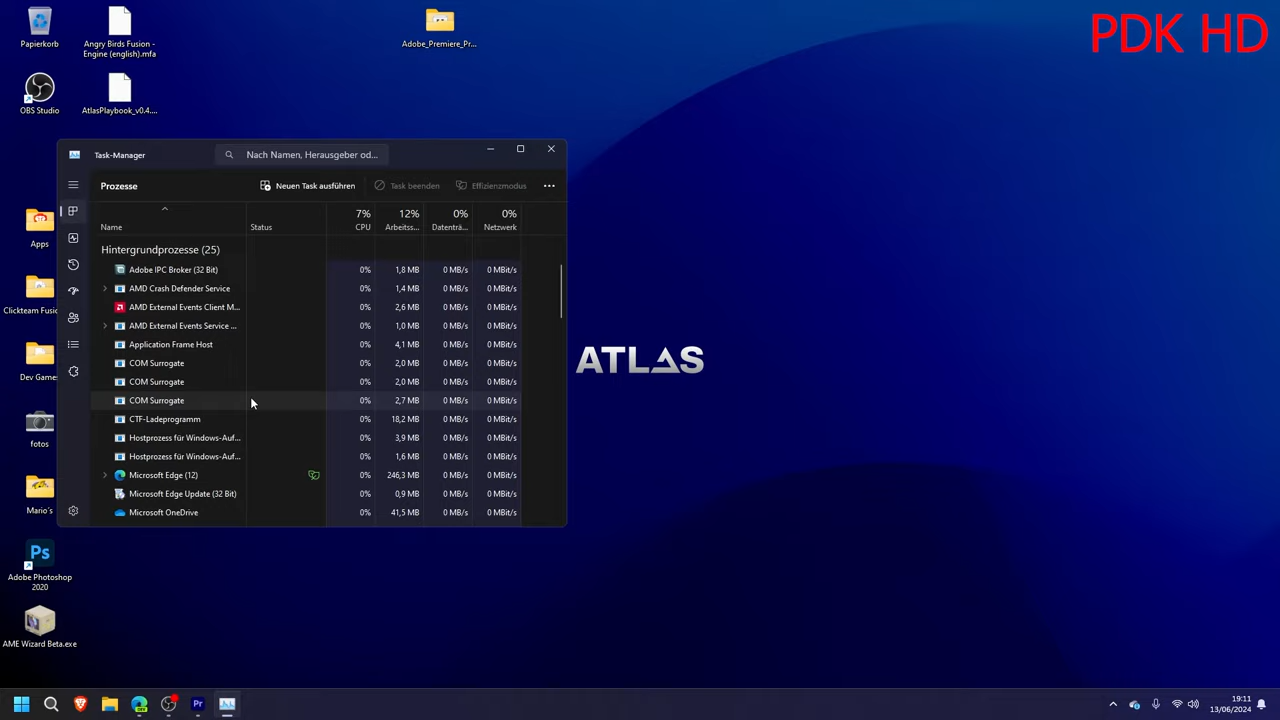 PDK HD
Papierkorb
Angry Birds Fusion -
Engine (english).mfa
Adobe_Premiere_Pr...
OBS Studio
AtlasPlaybook_v0.4....
Apps
Clickteam Fusi
Dev Game
fotos
Mario's
Ps
Adobe Photoshop
2020
AME Wizard Beta.exe
Task-Manager
Nach Namen, Herausgeber od...
Prozesse
Neuen Task ausführen
Task beenden
Effizienzmodus
7% 12% 0% 0%
Name Status CPU Arbeitss... Datenträ... Netzwerk
Hintergrundprozesse (25)
Adobe IPC Broker (32 Bit) 0% 1,8 MB 0 MB/s 0 MBit/s
AMD Crash Defender Service 0% 1,4 MB 0 MB/s 0 MBit/s
AMD External Events Client M... 0% 2,6 MB 0 MB/s 0 MBit/s
AMD External Events Service ... 0% 1,0 MB 0 MB/s 0 MBit/s
Application Frame Host 0% 4,1 MB 0 MB/s 0 MBit/s
COM Surrogate 0% 2,0 MB 0 MB/s 0 MBit/s
COM Surrogate 0% 2,0 MB 0 MB/s 0 MBit/s
COM Surrogate 0% 2,7 MB 0 MB/s 0 MBit/s
CTF-Ladeprogramm 0% 18,2 MB 0 MB/s 0 MBit/s
Hostprozess für Windows-Auf... 0% 3,9 MB 0 MB/s 0 MBit/s
Hostprozess für Windows-Auf... 0% 1,6 MB 0 MB/s 0 MBit/s
Microsoft Edge (12) 0% 246,3 MB 0 MB/s 0 MBit/s
Microsoft Edge Update (32 Bit) 0% 0,9 MB 0 MB/s 0 MBit/s
Microsoft OneDrive 0% 41,5 MB 0 MB/s 0 MBit/s
ATLAS
Pr
19:11
13/06/2024